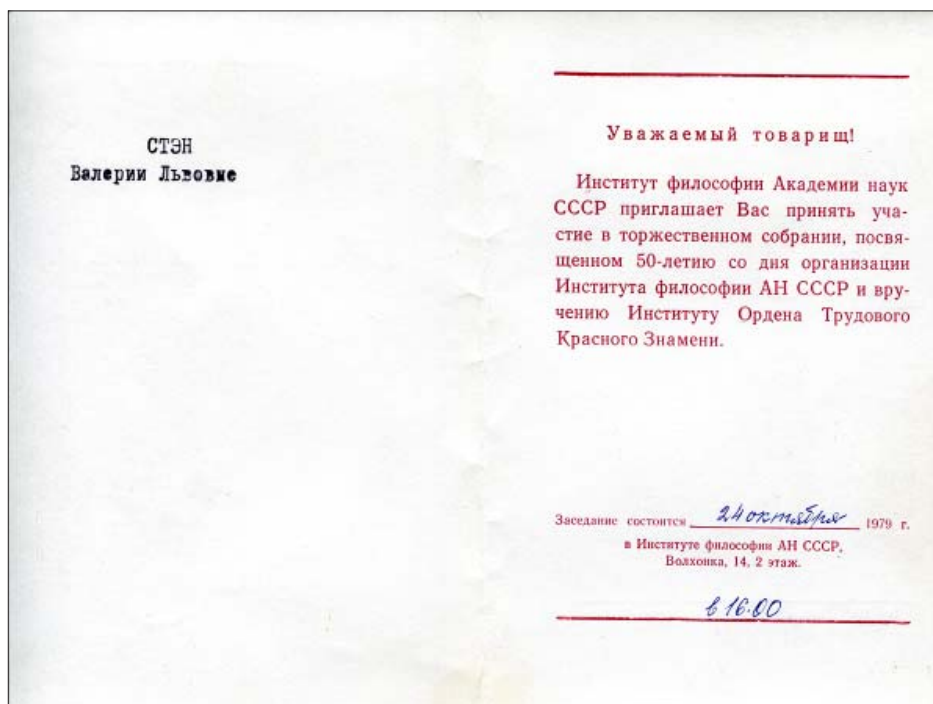 СТЭН
Валерии Львовне
Уважаемый товарищ!
Институт философии Академии наук
СССР приглашает Вас принять уча-
стие в торжественном собрании, посвя-
щенном 50-летию со дня организации
Института философии АН СССР и вру-
чению Институту Ордена Трудового
Красного Знамени.
Заседание состоится 24 октября 1979 г.
в Институте философии АН СССР,
Волхонка, 14, 2 этаж.
в 16.00